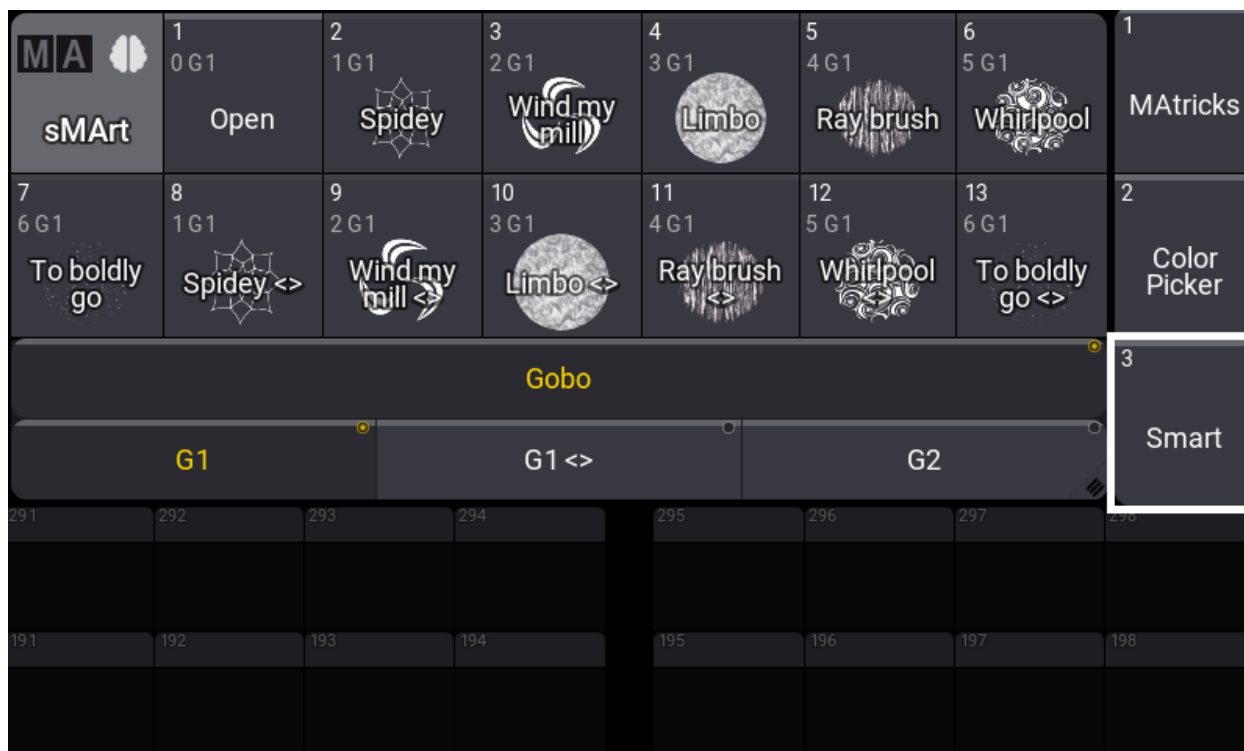 MA
sMArt
1
0 G1
Open
2
1 G1
Spidey
3
2 G1
Wind my
mill)
4
3 G1
Limbo
5
4 G1
Ray brush
6
5 G1
Whirlpool
7
6 G1
To boldly
go
8
1 G1
Spidey <>
9
2 G1
Wind my
mill <>
10
3 G1
Limbo <>
11
4 G1
Ray brush
<>
12
5 G1
Whirlpool
<>
13
6 G1
To boldly
go <>
Gobo
G1
G1 <>
G2
1
MAtricks
2
Color
Picker
3
Smart
291
292
293
294
295
296
297
298
191
192
193
194
195
196
197
198